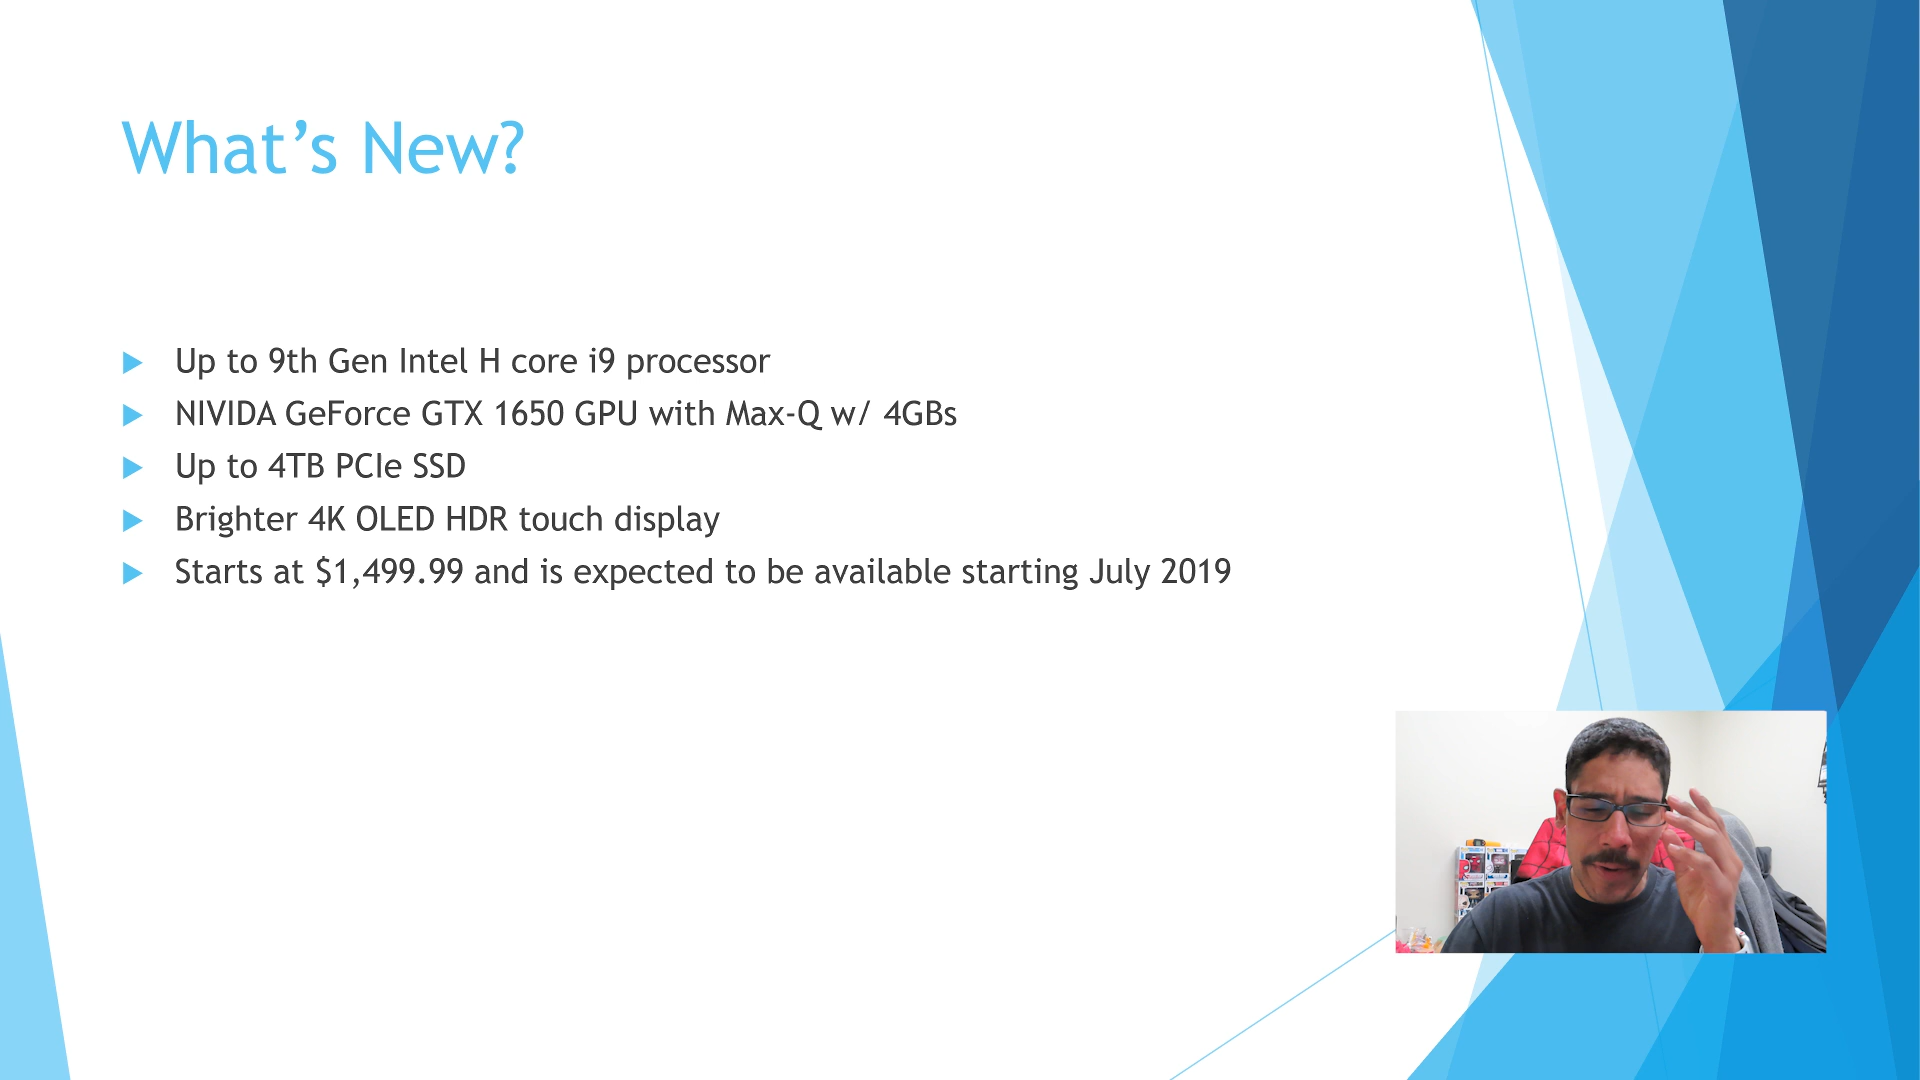 What’s New?
Up to 9th Gen Intel H core i9 processor
NIVIDA GeForce GTX 1650 GPU with Max-Q w/ 4GBs
Up to 4TB PCIe SSD
Brighter 4K OLED HDR touch display
Starts at $1,499.99 and is expected to be available starting July 2019